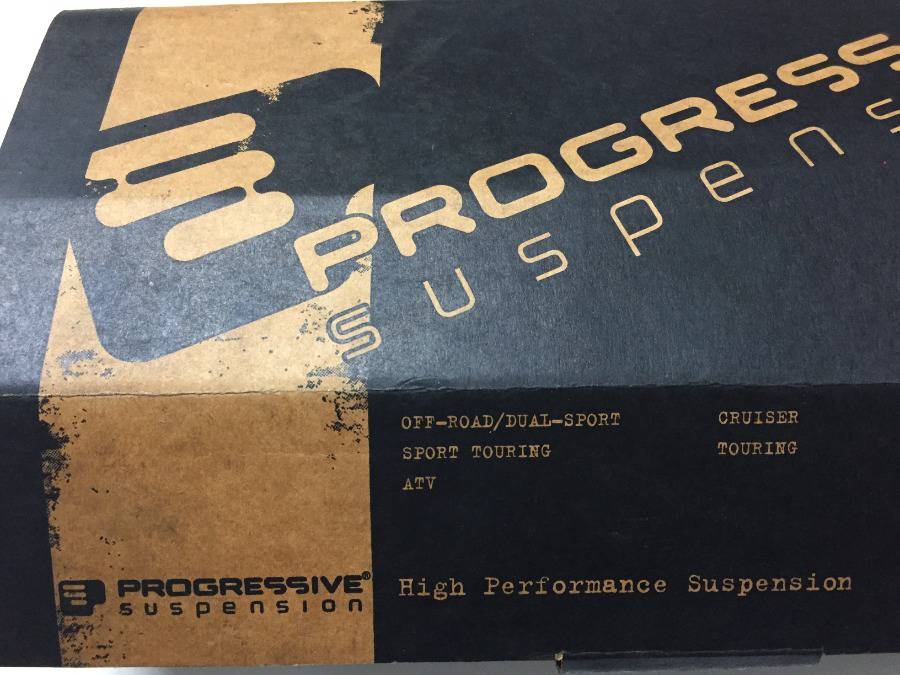 PROGRESS
suspens
OFF-ROAD/DUAL-SPORT
CRUISER
SPORT TOURING
TOURING
ATV
PROGRESSIVE®
suspension
High Performance Suspension